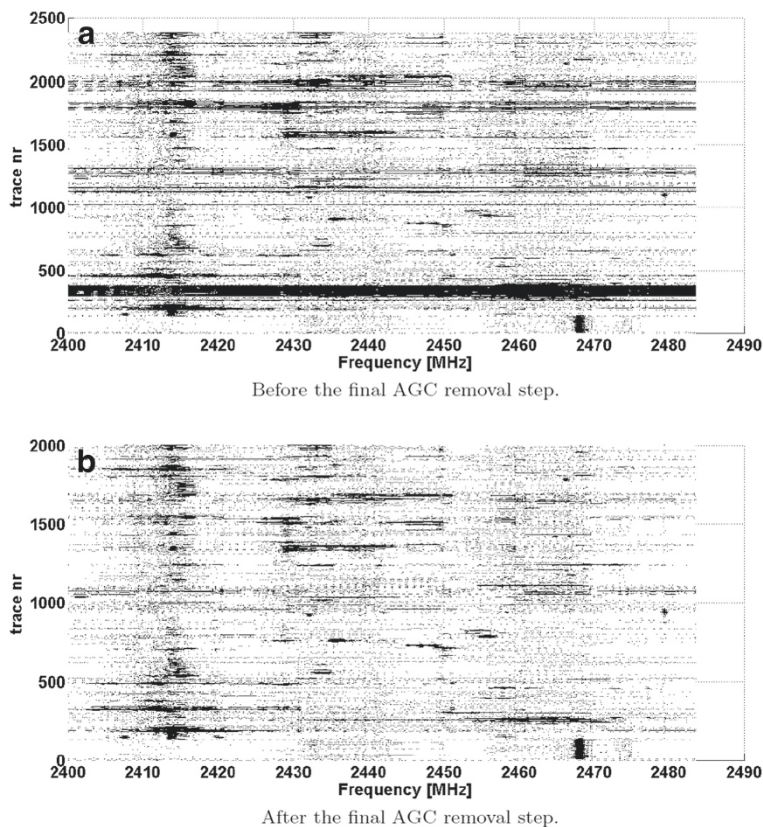 a
2500
2000
1500
1000
500
0
trace nr
2400 2410 2420 2430 2440 2450 2460 2470 2480 2490
Frequency [MHz]
Before the final AGC removal step.
b
2000
1500
1000
500
0
trace nr
2400 2410 2420 2430 2440 2450 2460 2470 2480 2490
Frequency [MHz]
After the final AGC removal step.